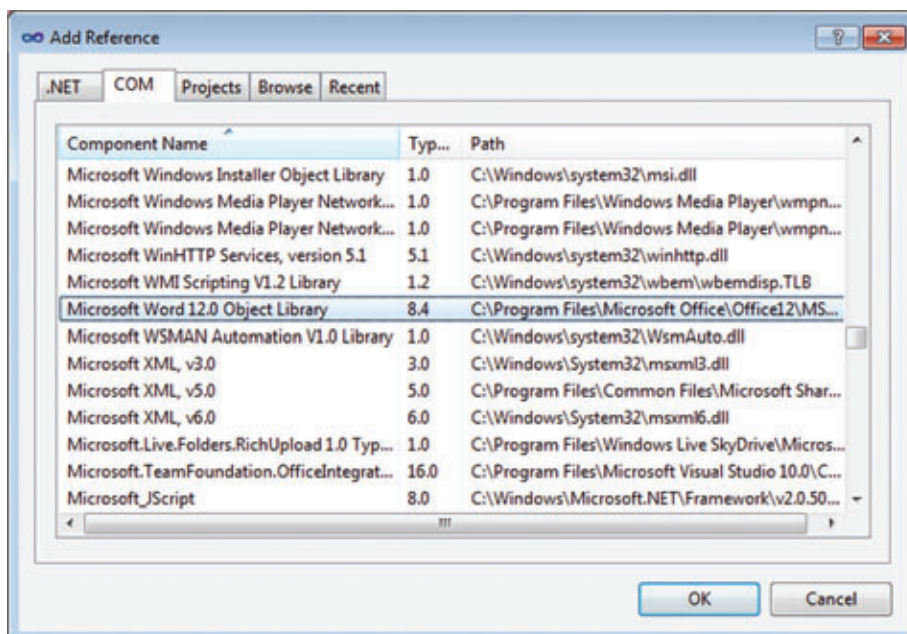 Add Reference
.NET COM Projects Browse Recent
Component Name Typ... Path
Microsoft Windows Installer Object Library 1.0 C:\Windows\system32\msi.dll
Microsoft Windows Media Player Network... 1.0 C:\Program Files\Windows Media Player\wmpn...
Microsoft Windows Media Player Network... 1.0 C:\Program Files\Windows Media Player\wmpn...
Microsoft WinHTTP Services, version 5.1 5.1 C:\Windows\system32\winhttp.dll
Microsoft WMI Scripting V1.2 Library 1.2 C:\Windows\system32\wbem\wbemdisp.TLB
Microsoft Word 12.0 Object Library 8.4 C:\Program Files\Microsoft Office\Office12\MS...
Microsoft WSMAN Automation V1.0 Library 1.0 C:\Windows\system32\WsmAuto.dll
Microsoft XML, v3.0 3.0 C:\Windows\System32\msxml3.dll
Microsoft XML, v5.0 5.0 C:\Program Files\Common Files\Microsoft Shar...
Microsoft XML, v6.0 6.0 C:\Windows\System32\msxml6.dll
Microsoft.Live.Folders.RichUpload 1.0 Typ... 1.0 C:\Program Files\Windows Live SkyDrive\Micros...
Microsoft.TeamFoundation.OfficeIntegrat... 16.0 C:\Program Files\Microsoft Visual Studio 10.0\C...
Microsoft_JScript 8.0 C:\Windows\Microsoft.NET\Framework\v2.0.50...
OK Cancel